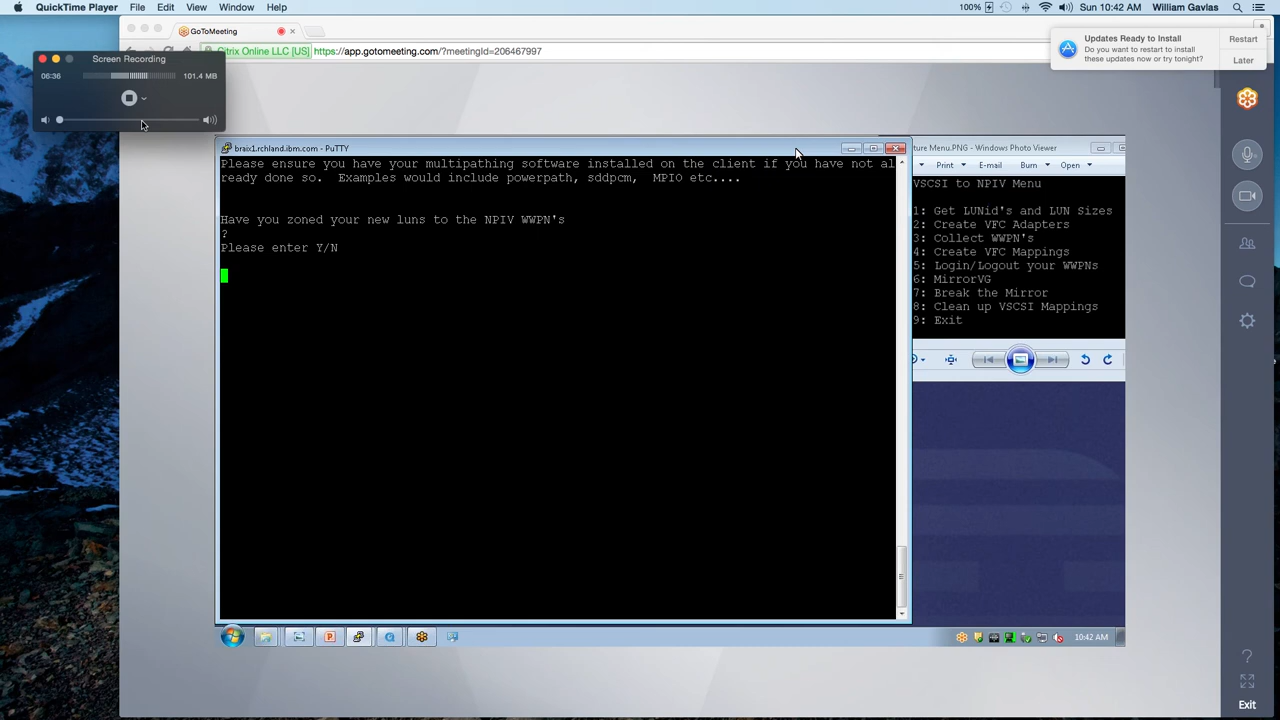 QuickTime Player File Edit View Window Help
100% Sun 10:42 AM William Gavlas
GoToMeeting
Citrix Online LLC [US] https://app.gotomeeting.com/?meetingId=206467997
Updates Ready to Install
Do you want to restart to install
these updates now or try tonight?
Restart
Later
Screen Recording
06:36 101.4 MB
braix1.rchland.ibm.com - PuTTY
Please ensure you have your multipathing software installed on the client if you have not al
ready done so. Examples would include powerpath, sddpcm, MPIO etc....
Have you zoned your new luns to the NPIV WWPN's
?
Please enter Y/N
ture Menu.PNG - Windows Photo Viewer
Print E-mail Burn Open
VSCSI to NPIV Menu
1: Get LUNid's and LUN Sizes
2: Create VFC Adapters
3: Collect WWPN's
4: Create VFC Mappings
5: Login/Logout your WWPNs
6: MirrorVG
7: Break the Mirror
8: Clean up VSCSI Mappings
9: Exit
10:42 AM
Exit